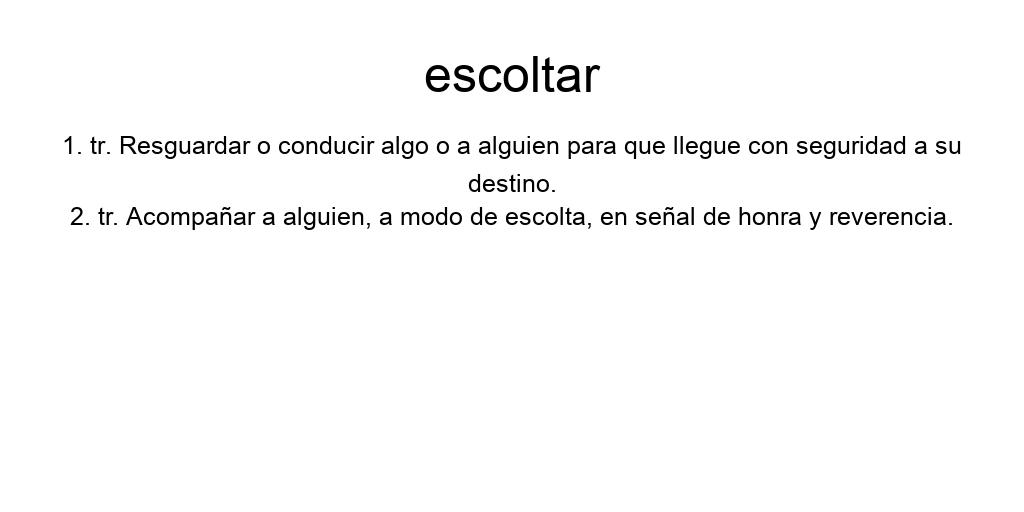 escoltar
1. tr. Resguardar o conducir algo o a alguien para que llegue con seguridad a su
destino.
2. tr. Acompañar a alguien, a modo de escolta, en señal de honra y reverencia.